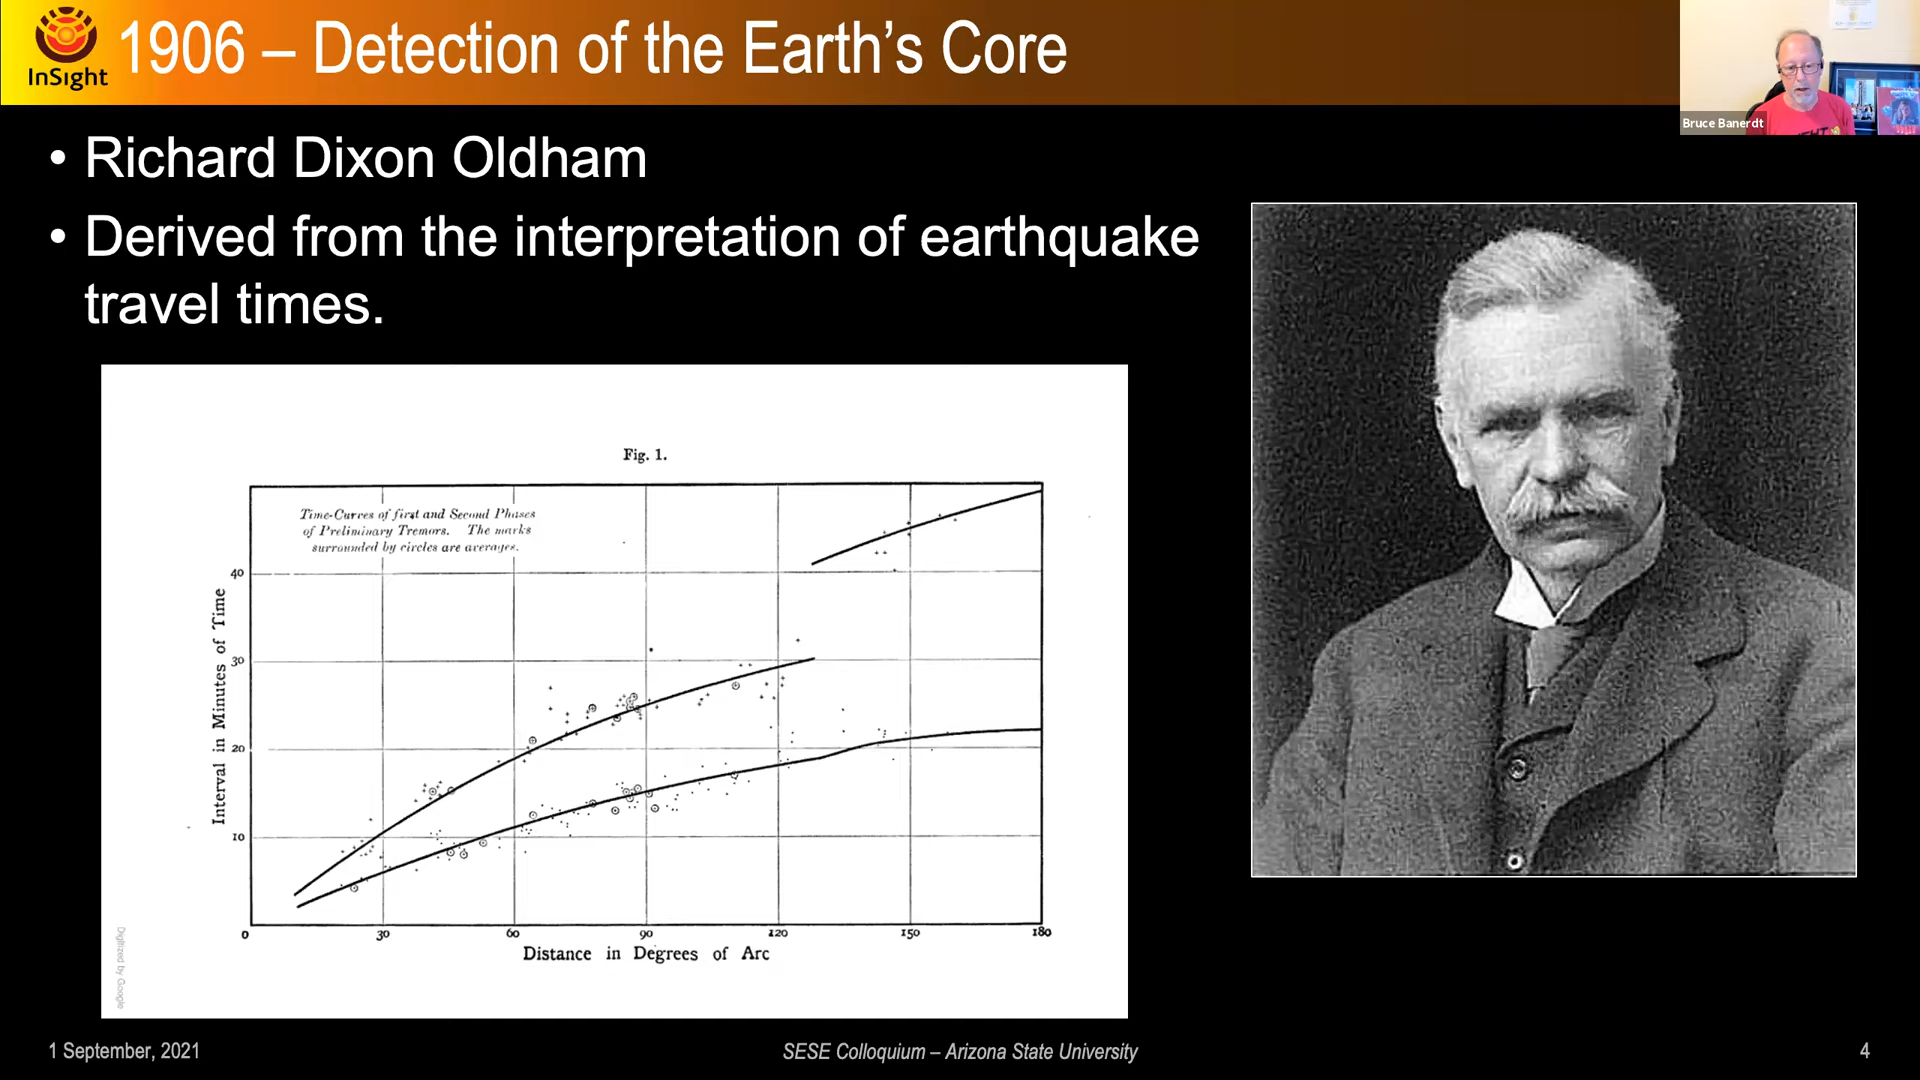 InSight
1906 – Detection of the Earth's Core
Bruce Banerdt
• Richard Dixon Oldham
• Derived from the interpretation of earthquake
travel times.
Fig. 1.
Time-Curves of first and Second Phases
of Preliminary Tremors. The marks
surrounded by circles are averages.
40
30
20
10
Interval in Minutes of Time
0
30
60
90
120
150
180
Distance in Degrees of Arc
Digitized by Google
1 September, 2021
SESE Colloquium – Arizona State University
4